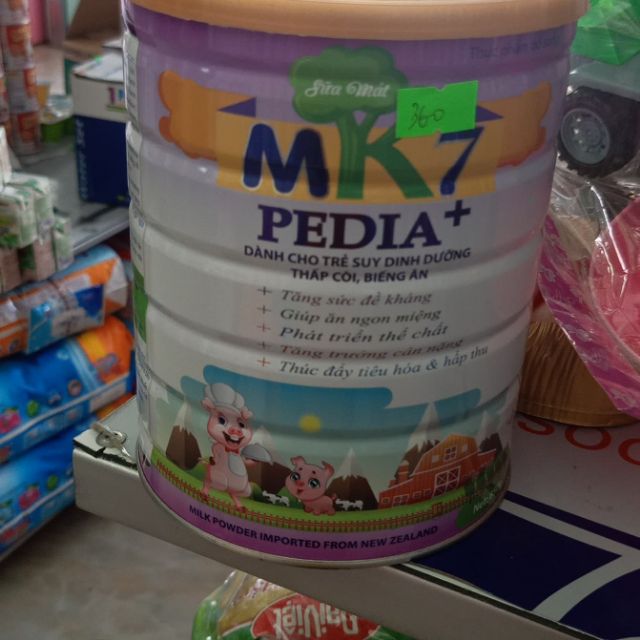 Sữa Mát
360
MK7
PEDIA+
DÀNH CHO TRẺ SUY DINH DƯỠNG
THẤP CÒI, BIẾNG ĂN
+ Tăng sức đề kháng
+ Giúp ăn ngon miệng
+ Phát triển thể chất
+ Tăng trưởng cân nặng
+ Thúc đẩy tiêu hóa & hấp thu
MILK POWDER IMPORTED FROM NEW ZEALAND